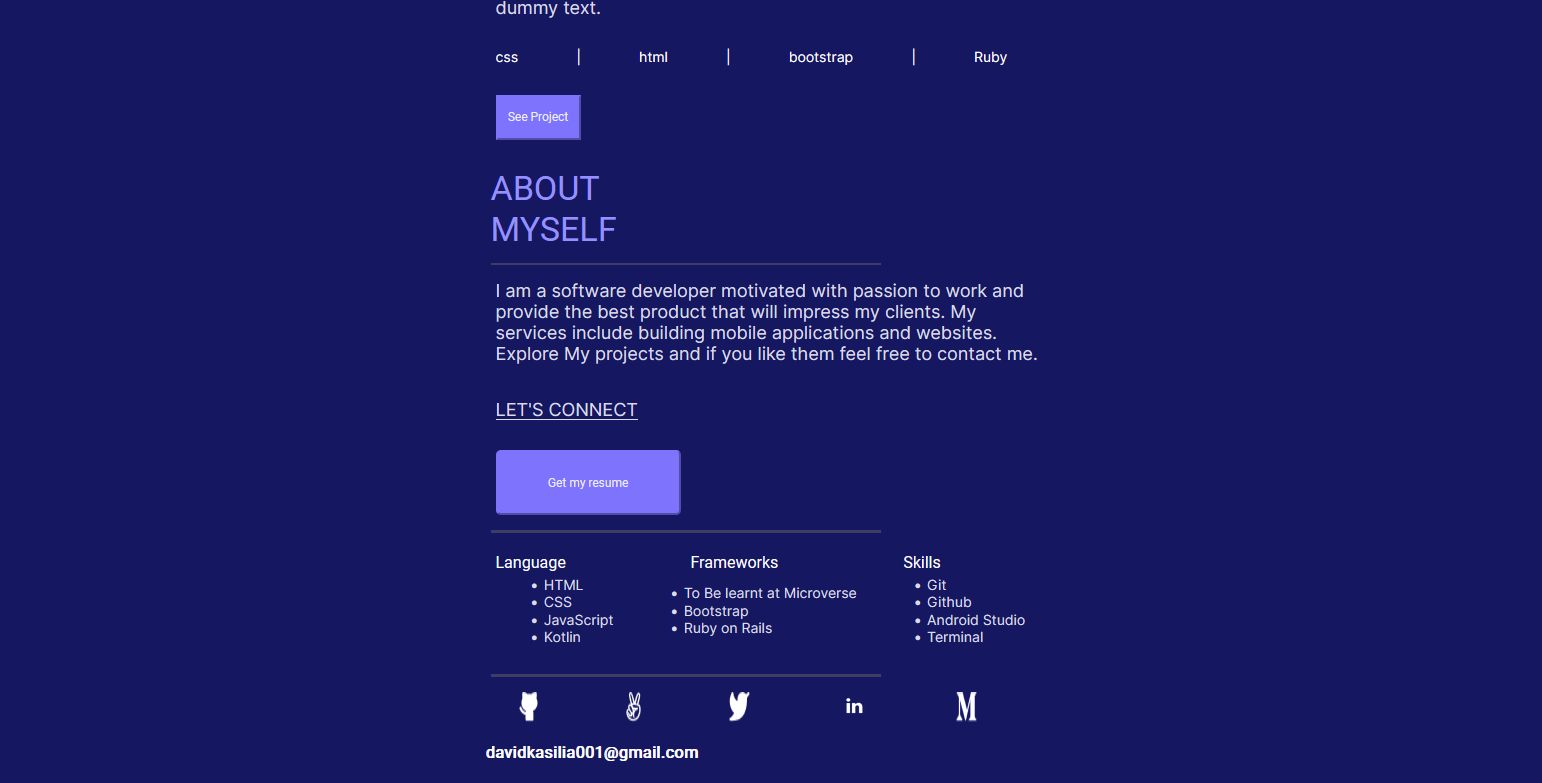 dummy text.
css | html | bootstrap | Ruby
See Project
ABOUT
MYSELF
I am a software developer motivated with passion to work and
provide the best product that will impress my clients. My
services include building mobile applications and websites.
Explore My projects and if you like them feel free to contact me.
LET'S CONNECT
Get my resume
Language
• HTML
• CSS
• JavaScript
• Kotlin
Frameworks
• To Be learnt at Microverse
• Bootstrap
• Ruby on Rails
Skills
• Git
• Github
• Android Studio
• Terminal
in
M
davidkasilia001@gmail.com